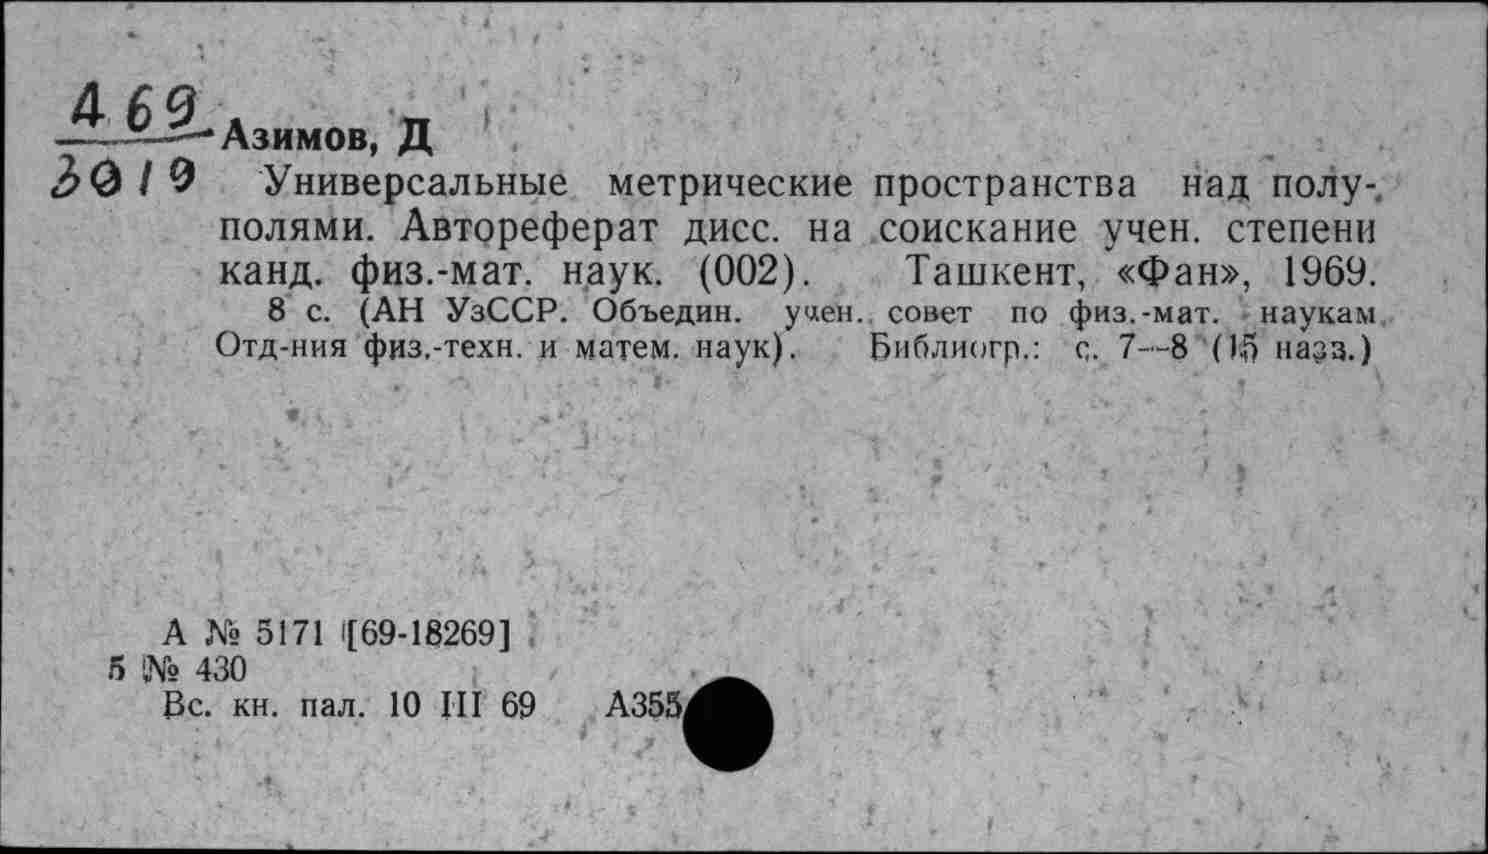 А 69
3019
Азимов, Д
Универсальные метрические пространства над полу-
полями. Автореферат дисс. на соискание учен. степени
канд. физ.-мат. наук. (002). Ташкент, «Фан», 1969.
8 с. (АН УзССР. Объедин. учен. совет по физ.-мат. наукам
Отд-ния физ.-техн. и матем. наук). Библиогр.: с. 7—8 (15 назв.)
А № 5171 [69-18269]
5 № 430
Вс. кн. пал. 10 III 69 А355